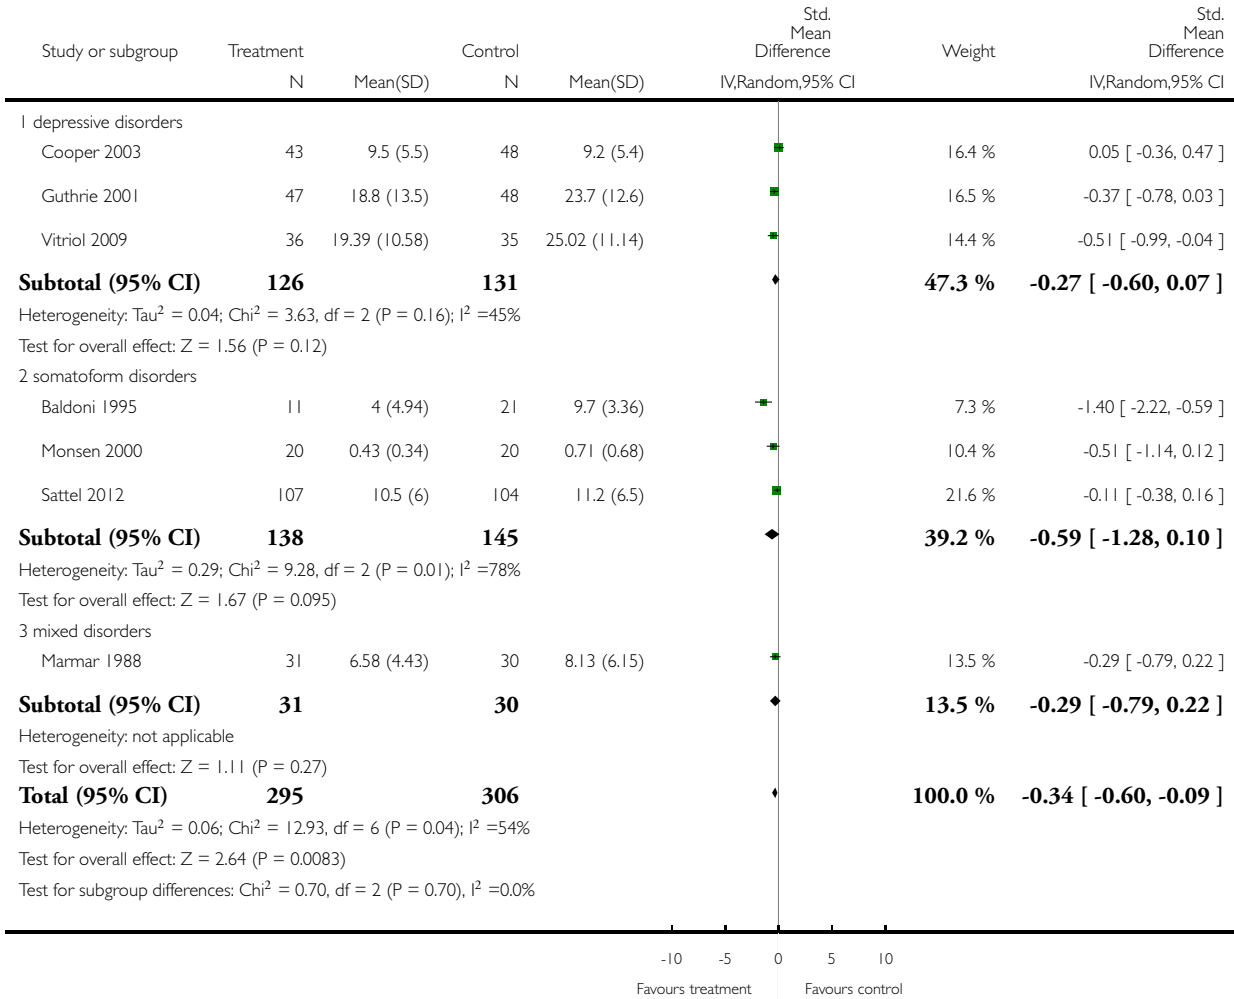 Std. Mean Difference Std. Mean Difference
Study or subgroup Treatment Control Weight
N Mean(SD) N Mean(SD) IV,Random,95% CI IV,Random,95% CI
1 depressive disorders
Cooper 2003 43 9.5 (5.5) 48 9.2 (5.4) 16.4 % 0.05 [ -0.36, 0.47 ]
Guthrie 2001 47 18.8 (13.5) 48 23.7 (12.6) 16.5 % -0.37 [ -0.78, 0.03 ]
Vitriol 2009 36 19.39 (10.58) 35 25.02 (11.14) 14.4 % -0.51 [ -0.99, -0.04 ]
Subtotal (95% CI) 126 131 47.3 % -0.27 [ -0.60, 0.07 ]
Heterogeneity: Tau² = 0.04; Chi² = 3.63, df = 2 (P = 0.16); I² =45%
Test for overall effect: Z = 1.56 (P = 0.12)
2 somatoform disorders
Baldoni 1995 11 4 (4.94) 21 9.7 (3.36) 7.3 % -1.40 [ -2.22, -0.59 ]
Monsen 2000 20 0.43 (0.34) 20 0.71 (0.68) 10.4 % -0.51 [ -1.14, 0.12 ]
Sattel 2012 107 10.5 (6) 104 11.2 (6.5) 21.6 % -0.11 [ -0.38, 0.16 ]
Subtotal (95% CI) 138 145 39.2 % -0.59 [ -1.28, 0.10 ]
Heterogeneity: Tau² = 0.29; Chi² = 9.28, df = 2 (P = 0.01); I² =78%
Test for overall effect: Z = 1.67 (P = 0.095)
3 mixed disorders
Marmar 1988 31 6.58 (4.43) 30 8.13 (6.15) 13.5 % -0.29 [ -0.79, 0.22 ]
Subtotal (95% CI) 31 30 13.5 % -0.29 [ -0.79, 0.22 ]
Heterogeneity: not applicable
Test for overall effect: Z = 1.11 (P = 0.27)
Total (95% CI) 295 306 100.0 % -0.34 [ -0.60, -0.09 ]
Heterogeneity: Tau² = 0.06; Chi² = 12.93, df = 6 (P = 0.04); I² =54%
Test for overall effect: Z = 2.64 (P = 0.0083)
Test for subgroup differences: Chi² = 0.70, df = 2 (P = 0.70), I² =0.0%
-10 -5 0 5 10
Favours treatment Favours control